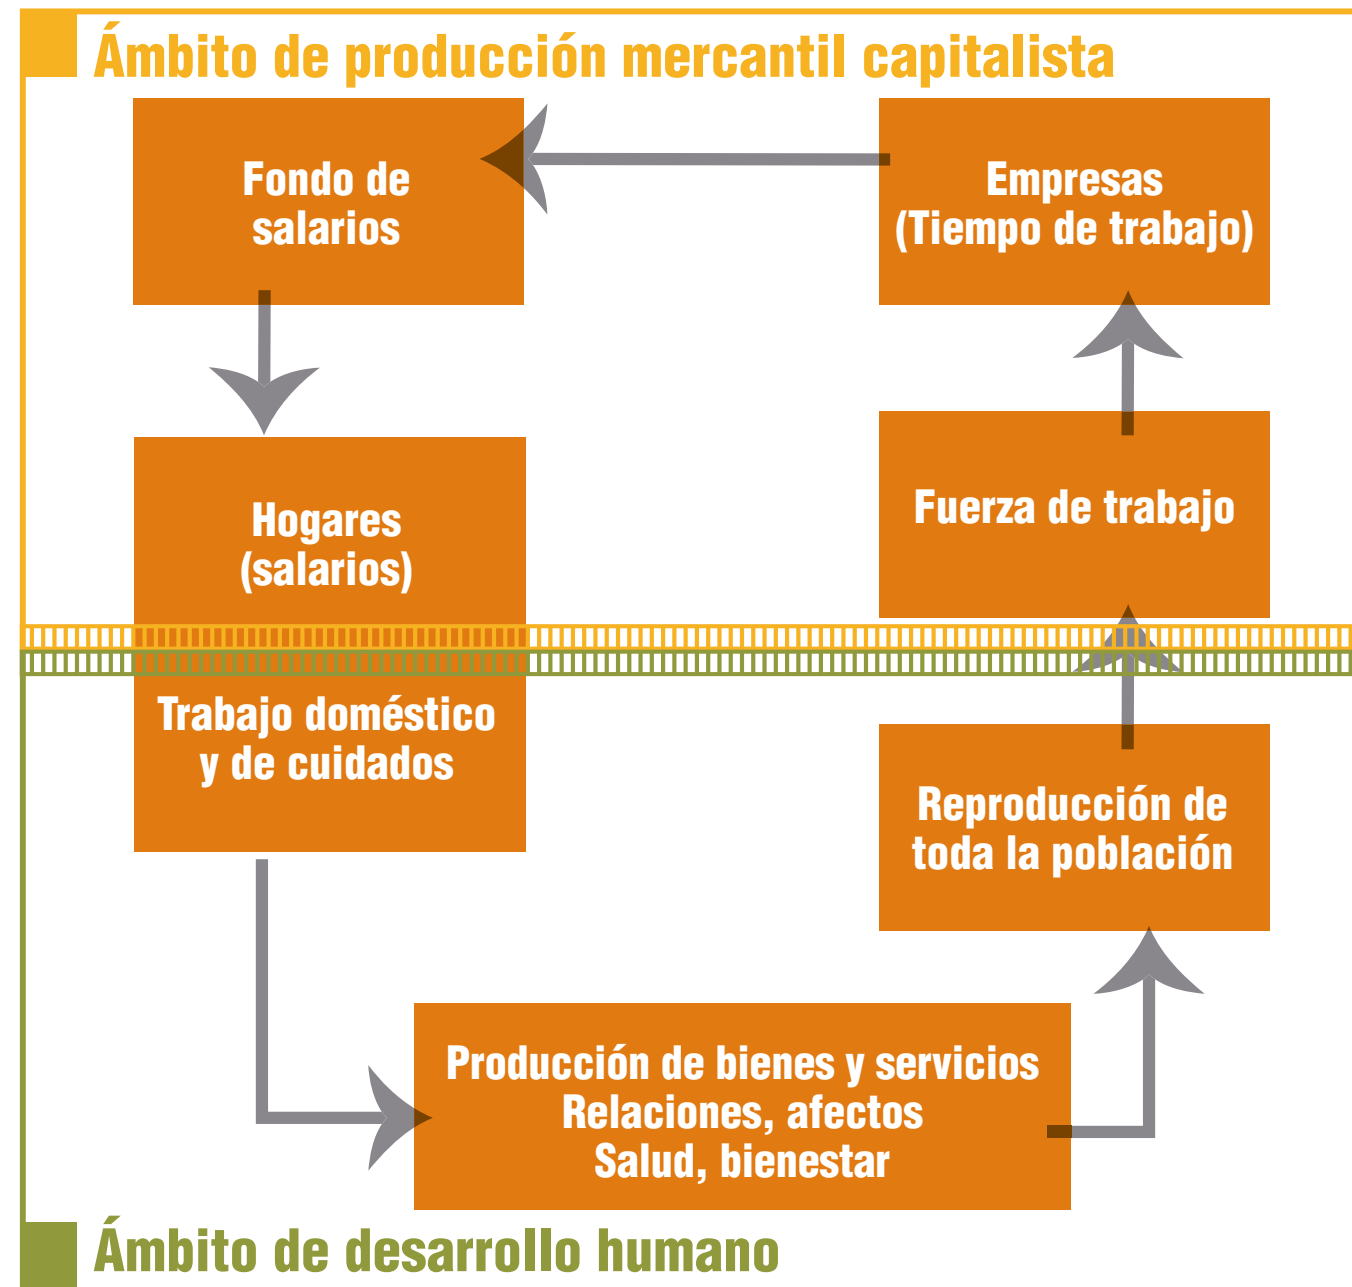 Ámbito de producción mercantil capitalista
Fondo de
salarios
Empresas
(Tiempo de trabajo)
Hogares
(salarios)
Fuerza de trabajo
Trabajo doméstico
y de cuidados
Reproducción de
toda la población
Producción de bienes y servicios
Relaciones, afectos
Salud, bienestar
Ámbito de desarrollo humano